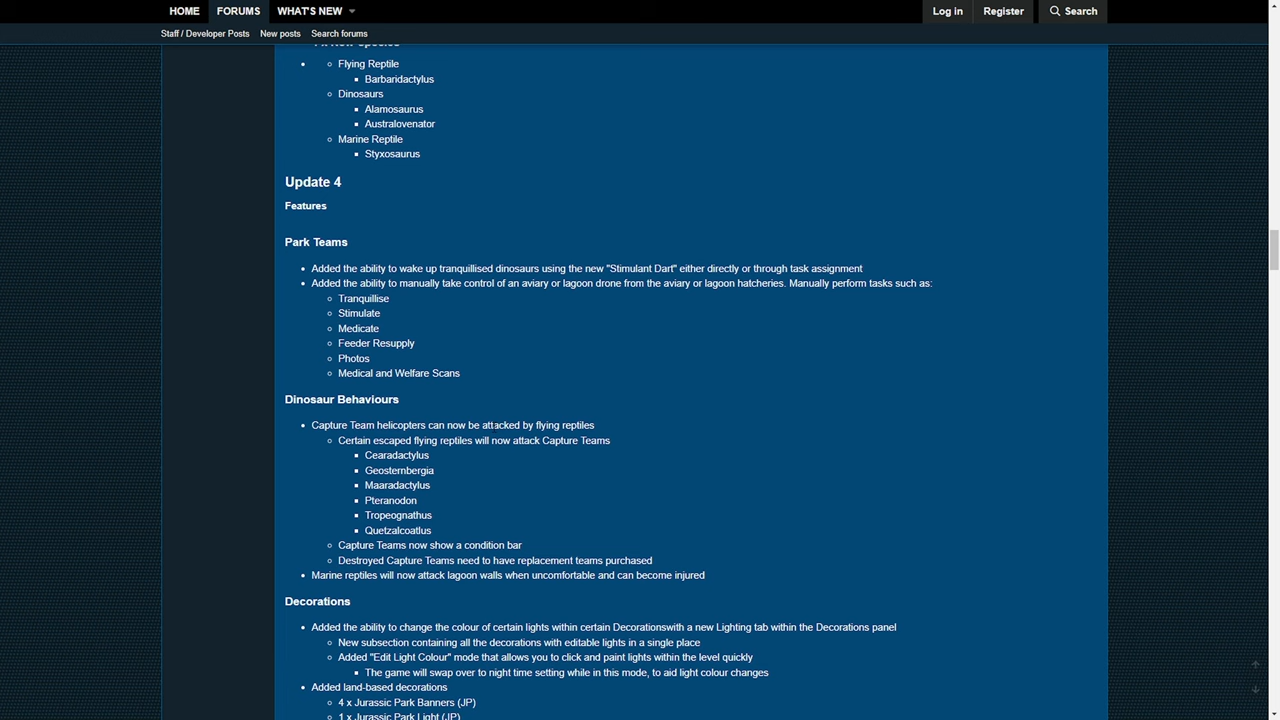 HOME FORUMS WHAT'S NEW Log in Register Search
Staff / Developer Posts New posts Search forums
Flying Reptile
Barbaridactylus
Dinosaurs
Alamosaurus
Australovenator
Marine Reptile
Styxosaurus
Update 4
Features
Park Teams
Added the ability to wake up tranquillised dinosaurs using the new "Stimulant Dart" either directly or through task assignment
Added the ability to manually take control of an aviary or lagoon drone from the aviary or lagoon hatcheries. Manually perform tasks such as:
Tranquillise
Stimulate
Medicate
Feeder Resupply
Photos
Medical and Welfare Scans
Dinosaur Behaviours
Capture Team helicopters can now be attacked by flying reptiles
Certain escaped flying reptiles will now attack Capture Teams
Cearadactylus
Geosternbergia
Maaradactylus
Pteranodon
Tropeognathus
Quetzalcoatlus
Capture Teams now show a condition bar
Destroyed Capture Teams need to have replacement teams purchased
Marine reptiles will now attack lagoon walls when uncomfortable and can become injured
Decorations
Added the ability to change the colour of certain lights within certain Decorationswith a new Lighting tab within the Decorations panel
New subsection containing all the decorations with editable lights in a single place
Added "Edit Light Colour" mode that allows you to click and paint lights within the level quickly
The game will swap over to night time setting while in this mode, to aid light colour changes
Added land-based decorations
4 x Jurassic Park Banners (JP)
1 x Jurassic Park Light (JP)